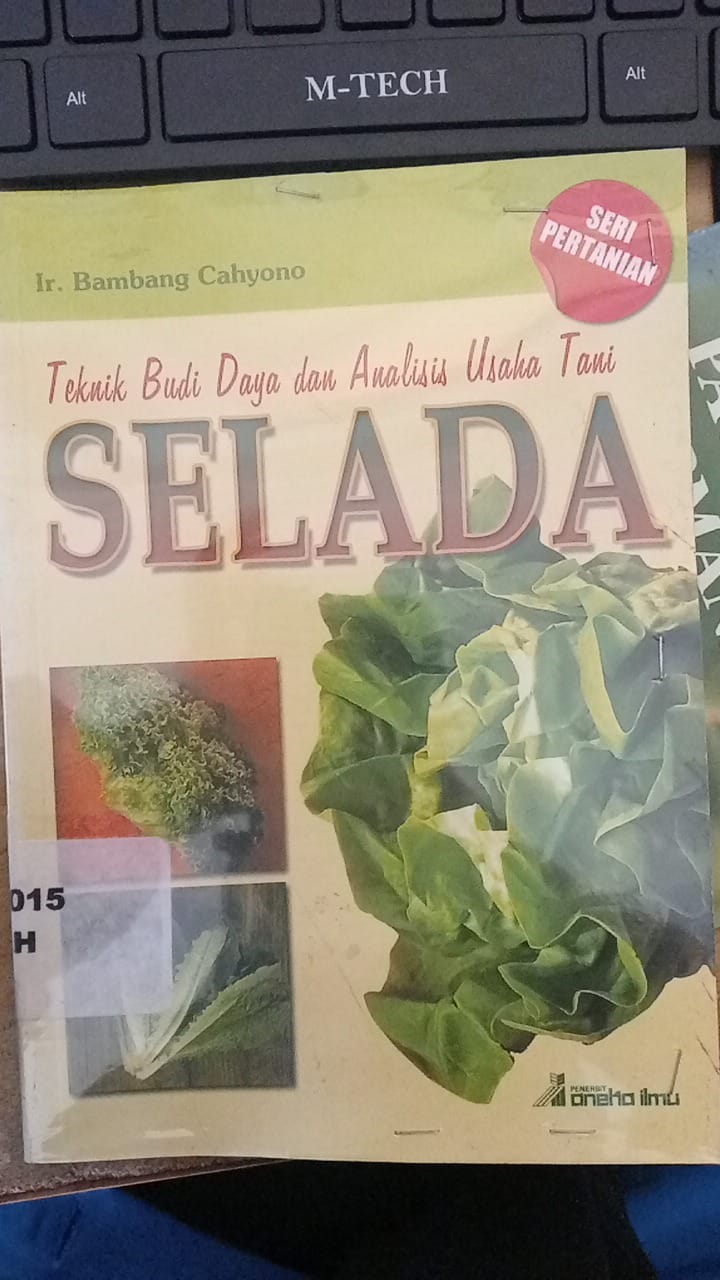 Alt
M-TECH
Alt
SERI
PERTANIAN
Ir. Bambang Cahyono
Teknik Budi Daya dan Analisis Usaha Tani
SELADA
015
H
PENERBIT
aneka ilmu